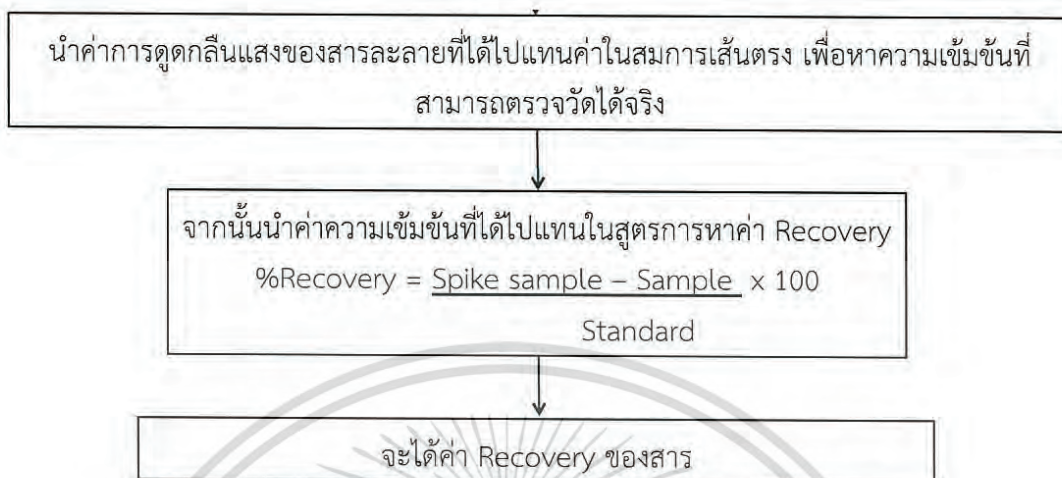 นำค่าการดูดกลืนแสงของสารละลายที่ได้ไปแทนค่าในสมการเส้นตรง เพื่อหาความเข้มข้นที่
สามารถตรวจวัดได้จริง
จากนั้นนำค่าความเข้มข้นที่ได้ไปแทนในสูตรการหาค่า Recovery
%Recovery = Spike sample – Sample x 100
Standard
จะได้ค่า Recovery ของสาร